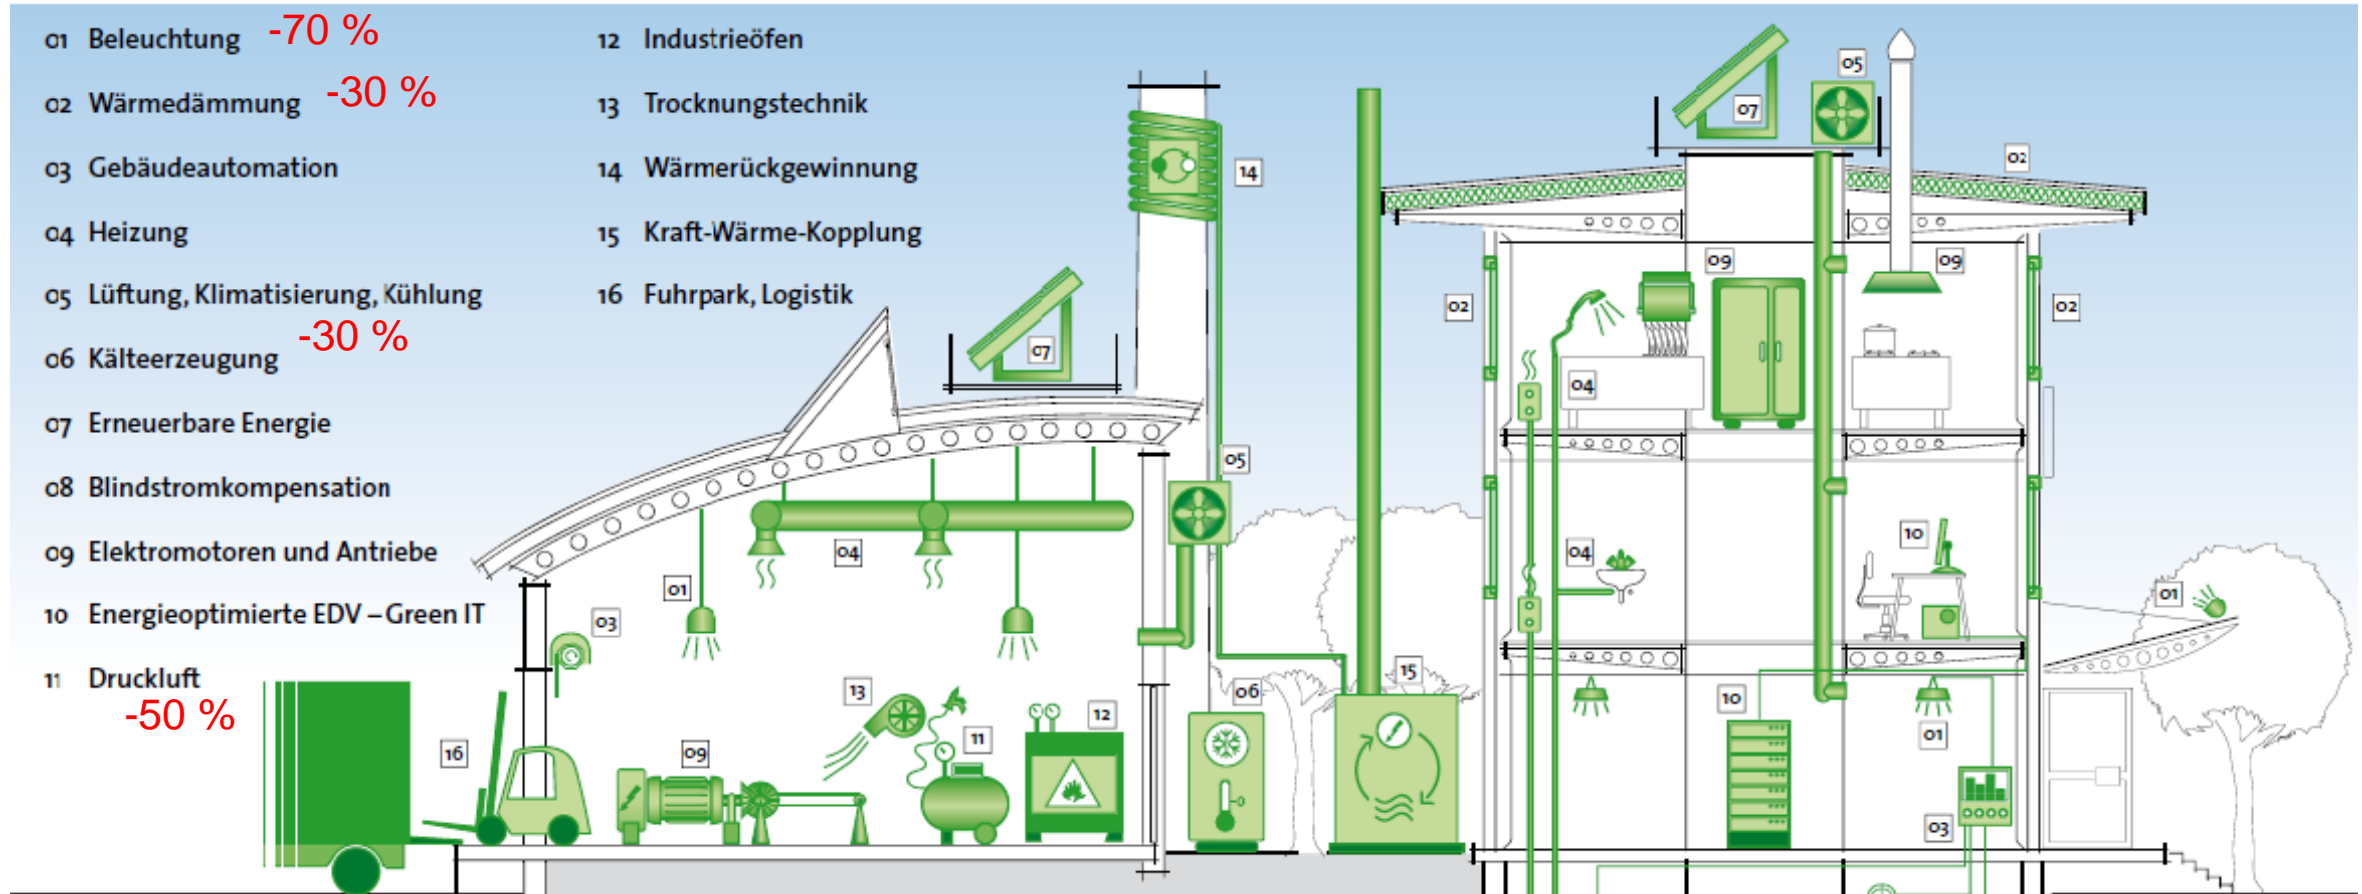 01 Beleuchtung -70 %
02 Wärmedämmung -30 %
03 Gebäudeautomation
04 Heizung
05 Lüftung, Klimatisierung, Kühlung
-30 %
06 Kälteerzeugung
07 Erneuerbare Energie
08 Blindstromkompensation
09 Elektromotoren und Antriebe
10 Energieoptimierte EDV – Green IT
11 Druckluft
-50 %
12 Industrieöfen
13 Trocknungstechnik
14 Wärmerückgewinnung
15 Kraft-Wärme-Kopplung
16 Fuhrpark, Logistik
05
07
02
14
09
09
02
02
07
04
05
04
04
10
01
01
03
13
06
15
10
12
11
01
16
09
03